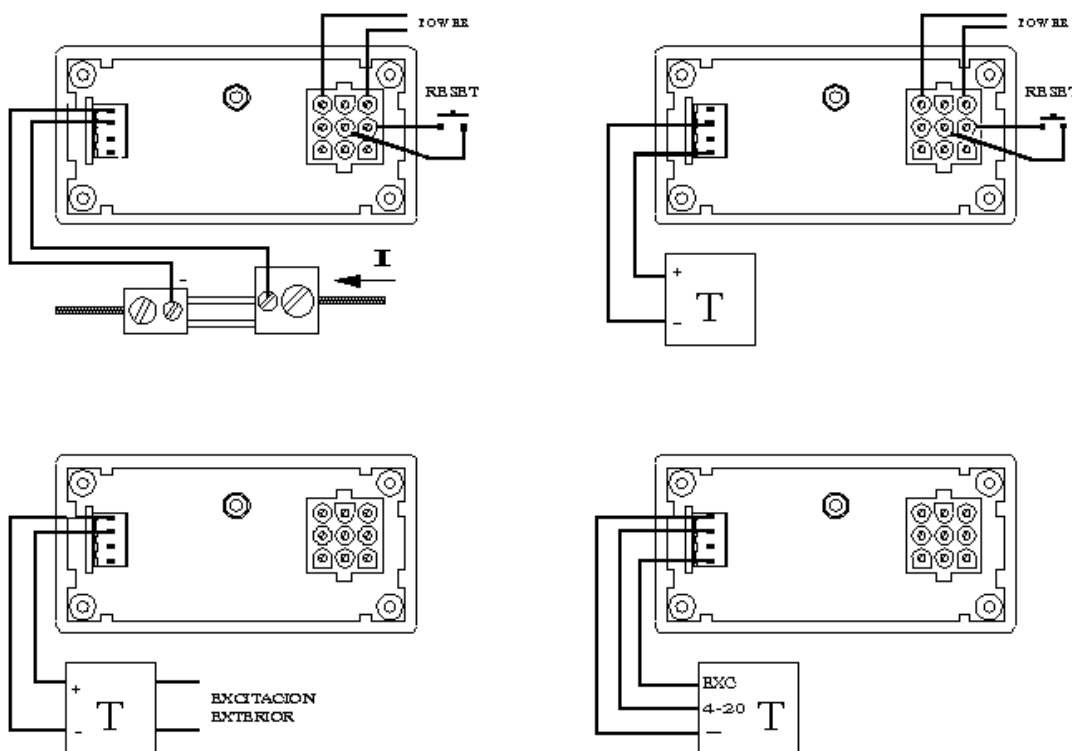 POWER
RESET
-
I
POWER
RESET
+
T
-
+
T
-
EXCITACION
EXTERIOR
EXC
4-20 T
-